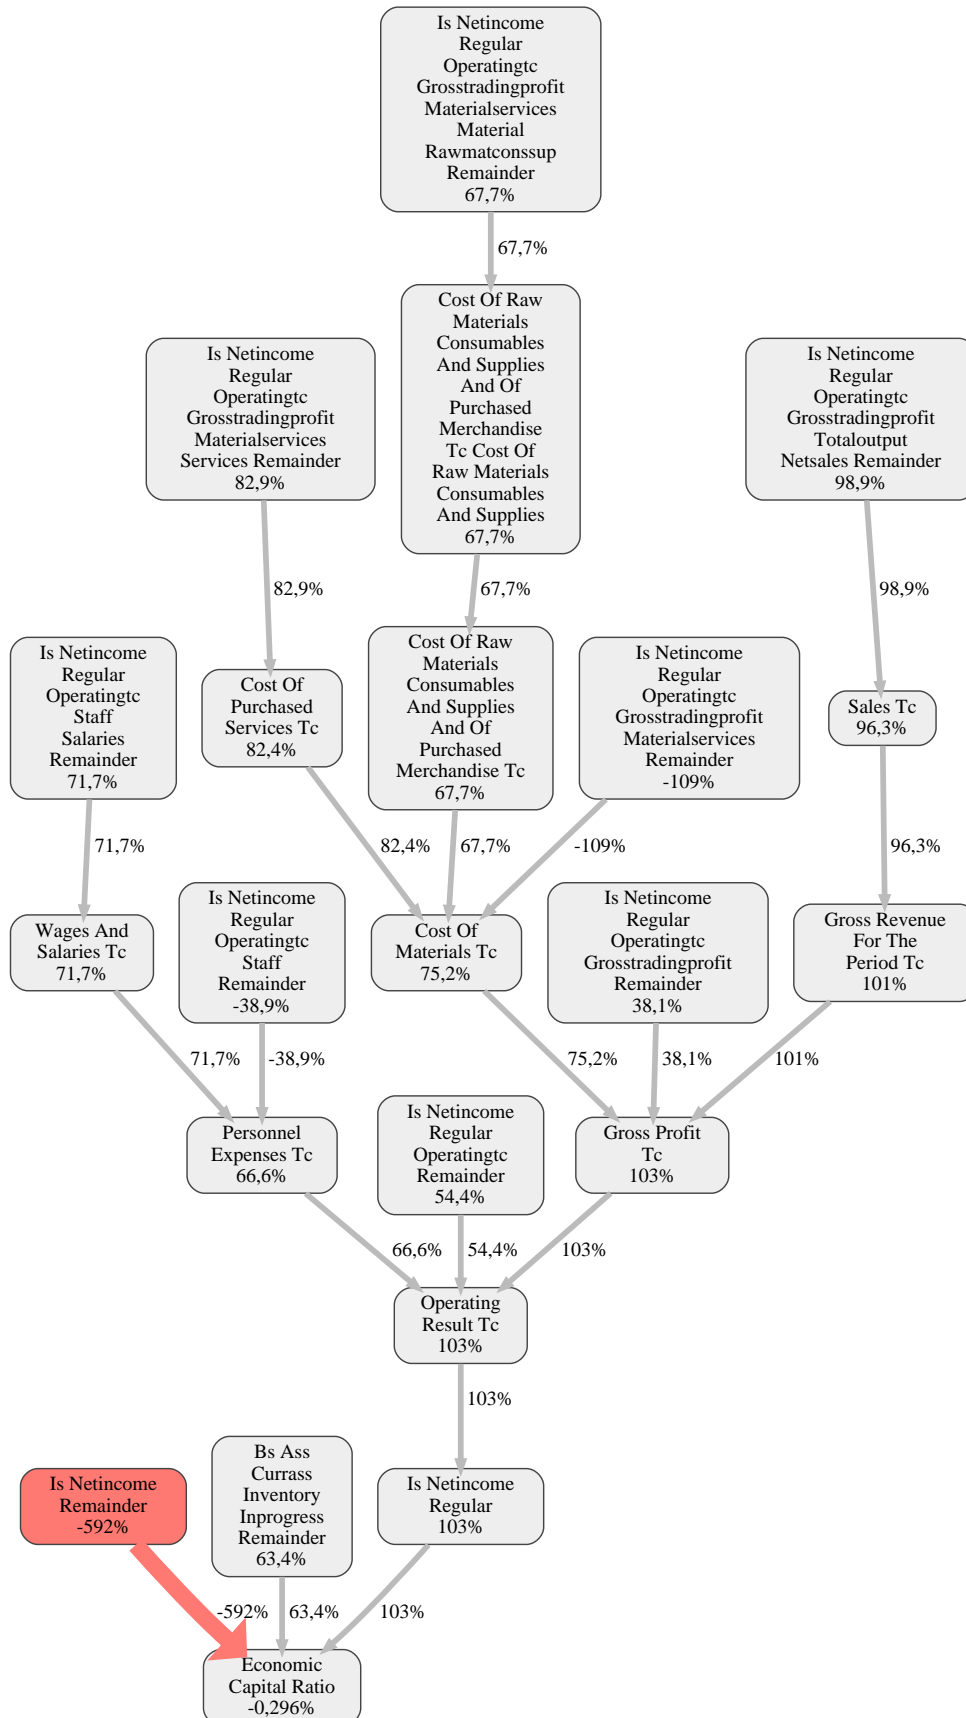 Is Netincome
Regular
Operatingtc
Grosstradingprofit
Materialservices
Material
Rawmatconssup
Remainder
67,7%
67,7%
Cost Of Raw
Materials
Consumables
And Supplies
And Of
Purchased
Merchandise
Tc Cost Of
Raw Materials
Consumables
And Supplies
67,7%
Is Netincome
Regular
Operatingtc
Grosstradingprofit
Materialservices
Services Remainder
82,9%
Is Netincome
Regular
Operatingtc
Grosstradingprofit
Totaloutput
Netsales Remainder
98,9%
82,9%
67,7%
98,9%
Is Netincome
Regular
Operatingtc
Staff
Salaries
Remainder
71,7%
Cost Of
Purchased
Services Tc
82,4%
Cost Of Raw
Materials
Consumables
And Supplies
And Of
Purchased
Merchandise Tc
67,7%
Is Netincome
Regular
Operatingtc
Grosstradingprofit
Materialservices
Remainder
-109%
Sales Tc
96,3%
71,7%
82,4%
67,7%
-109%
96,3%
Wages And
Salaries Tc
71,7%
Is Netincome
Regular
Operatingtc
Staff
Remainder
-38,9%
Cost Of
Materials Tc
75,2%
Is Netincome
Regular
Operatingtc
Grosstradingprofit
Remainder
38,1%
Gross Revenue
For The
Period Tc
101%
71,7%
-38,9%
75,2%
38,1%
101%
Personnel
Expenses Tc
66,6%
Is Netincome
Regular
Operatingtc
Remainder
54,4%
Gross Profit
Tc
103%
66,6%
54,4%
103%
Operating
Result Tc
103%
103%
Is Netincome
Remainder
-592%
Bs Ass
Currass
Inventory
Inprogress
Remainder
63,4%
Is Netincome
Regular
103%
-592%
63,4%
103%
Economic
Capital Ratio
-0,296%